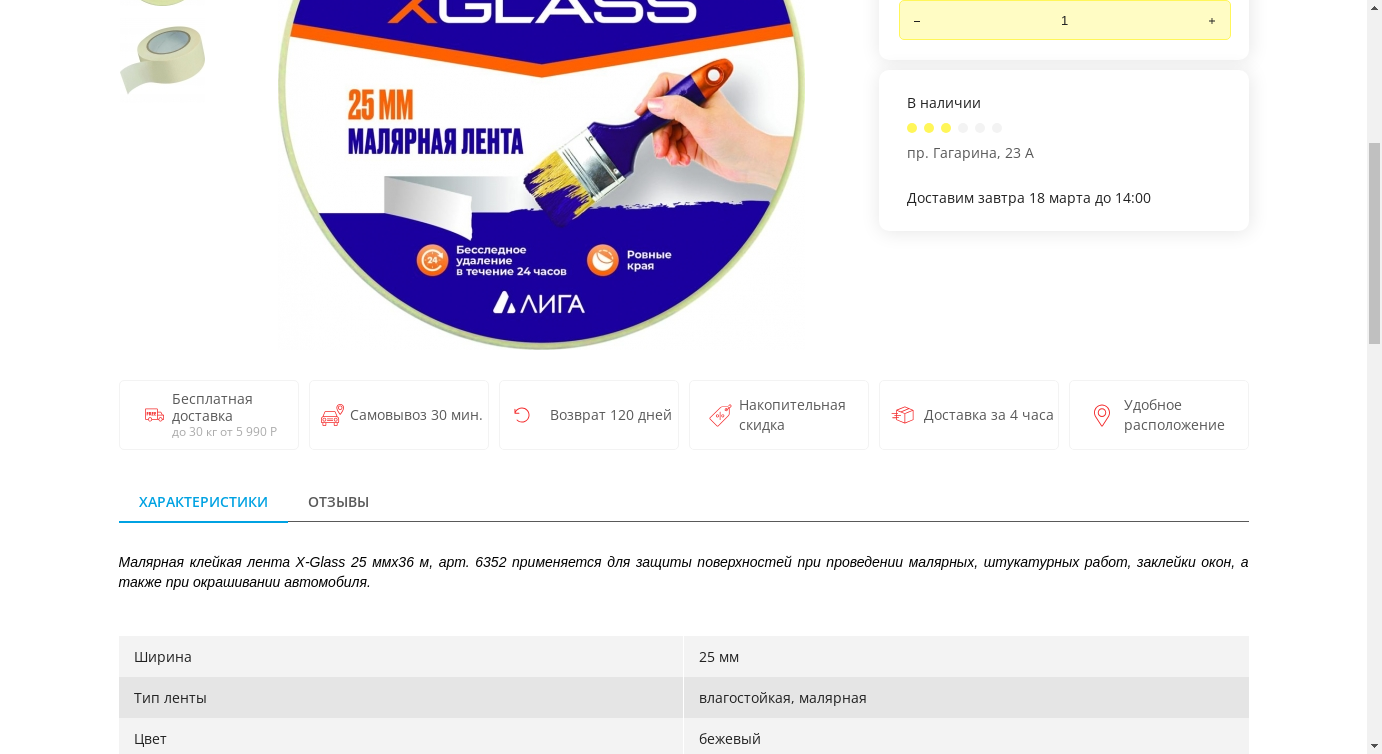 XGLASS
25 ММ
МАЛЯРНАЯ ЛЕНТА
24
Бесследное
удаление
в течение 24 часов
Ровные
края
ЛИГА
–
1
+
В наличии
пр. Гагарина, 23 А
Доставим завтра 18 марта до 14:00
FREE
Бесплатная
доставка
до 30 кг от 5 990 Р
Самовывоз 30 мин.
Возврат 120 дней
Накопительная
скидка
Доставка за 4 часа
Удобное
расположение
ХАРАКТЕРИСТИКИ
ОТЗЫВЫ
Малярная клейкая лента X-Glass 25 ммх36 м, арт. 6352 применяется для защиты поверхностей при проведении малярных, штукатурных работ, заклейки окон, а
также при окрашивании автомобиля.
Ширина
25 мм
Тип ленты
влагостойкая, малярная
Цвет
бежевый